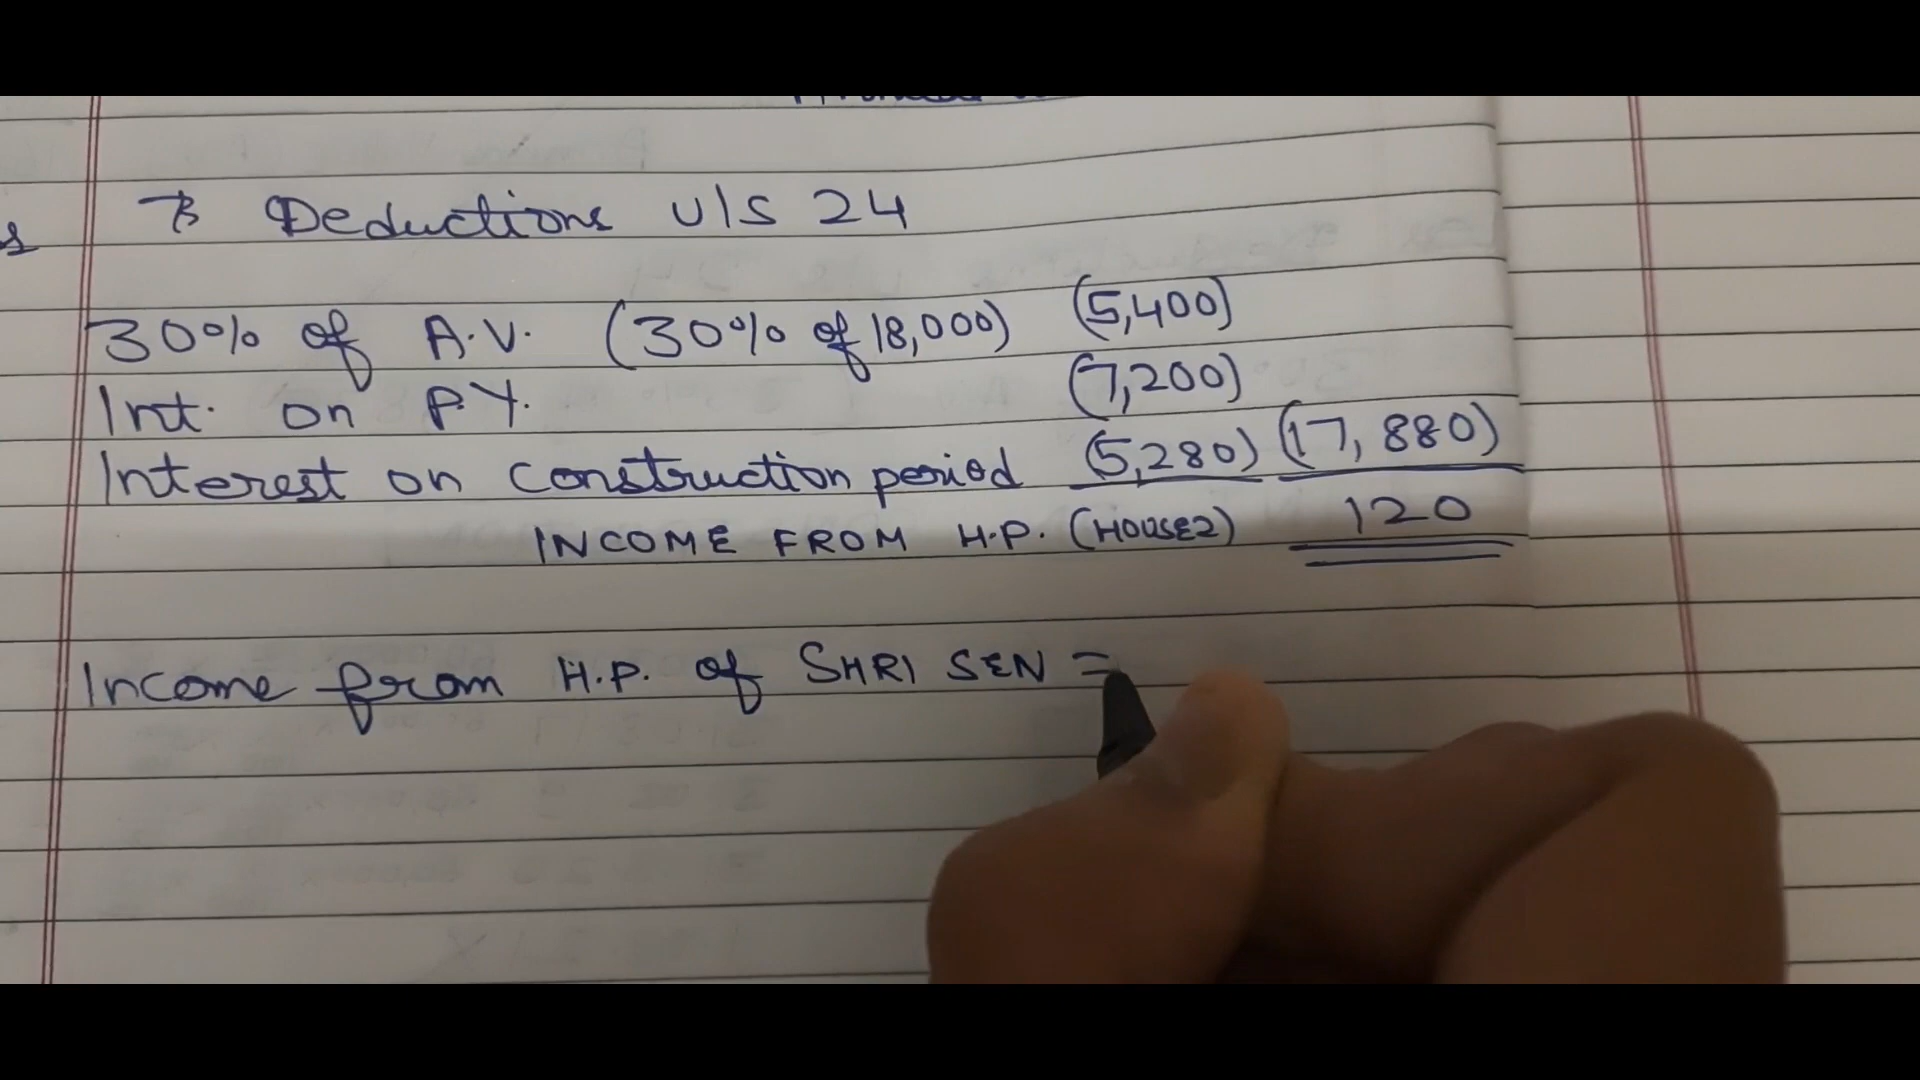 Deductions U/S 24
30% of A.V. (30% of 18,000) (5,400)
Int. on P.Y. (7,200)
Interest on construction period (5,280) (17,880)
INCOME FROM H.P. (HOUSE2) 120
Income from H.P. of SHRI SEN =